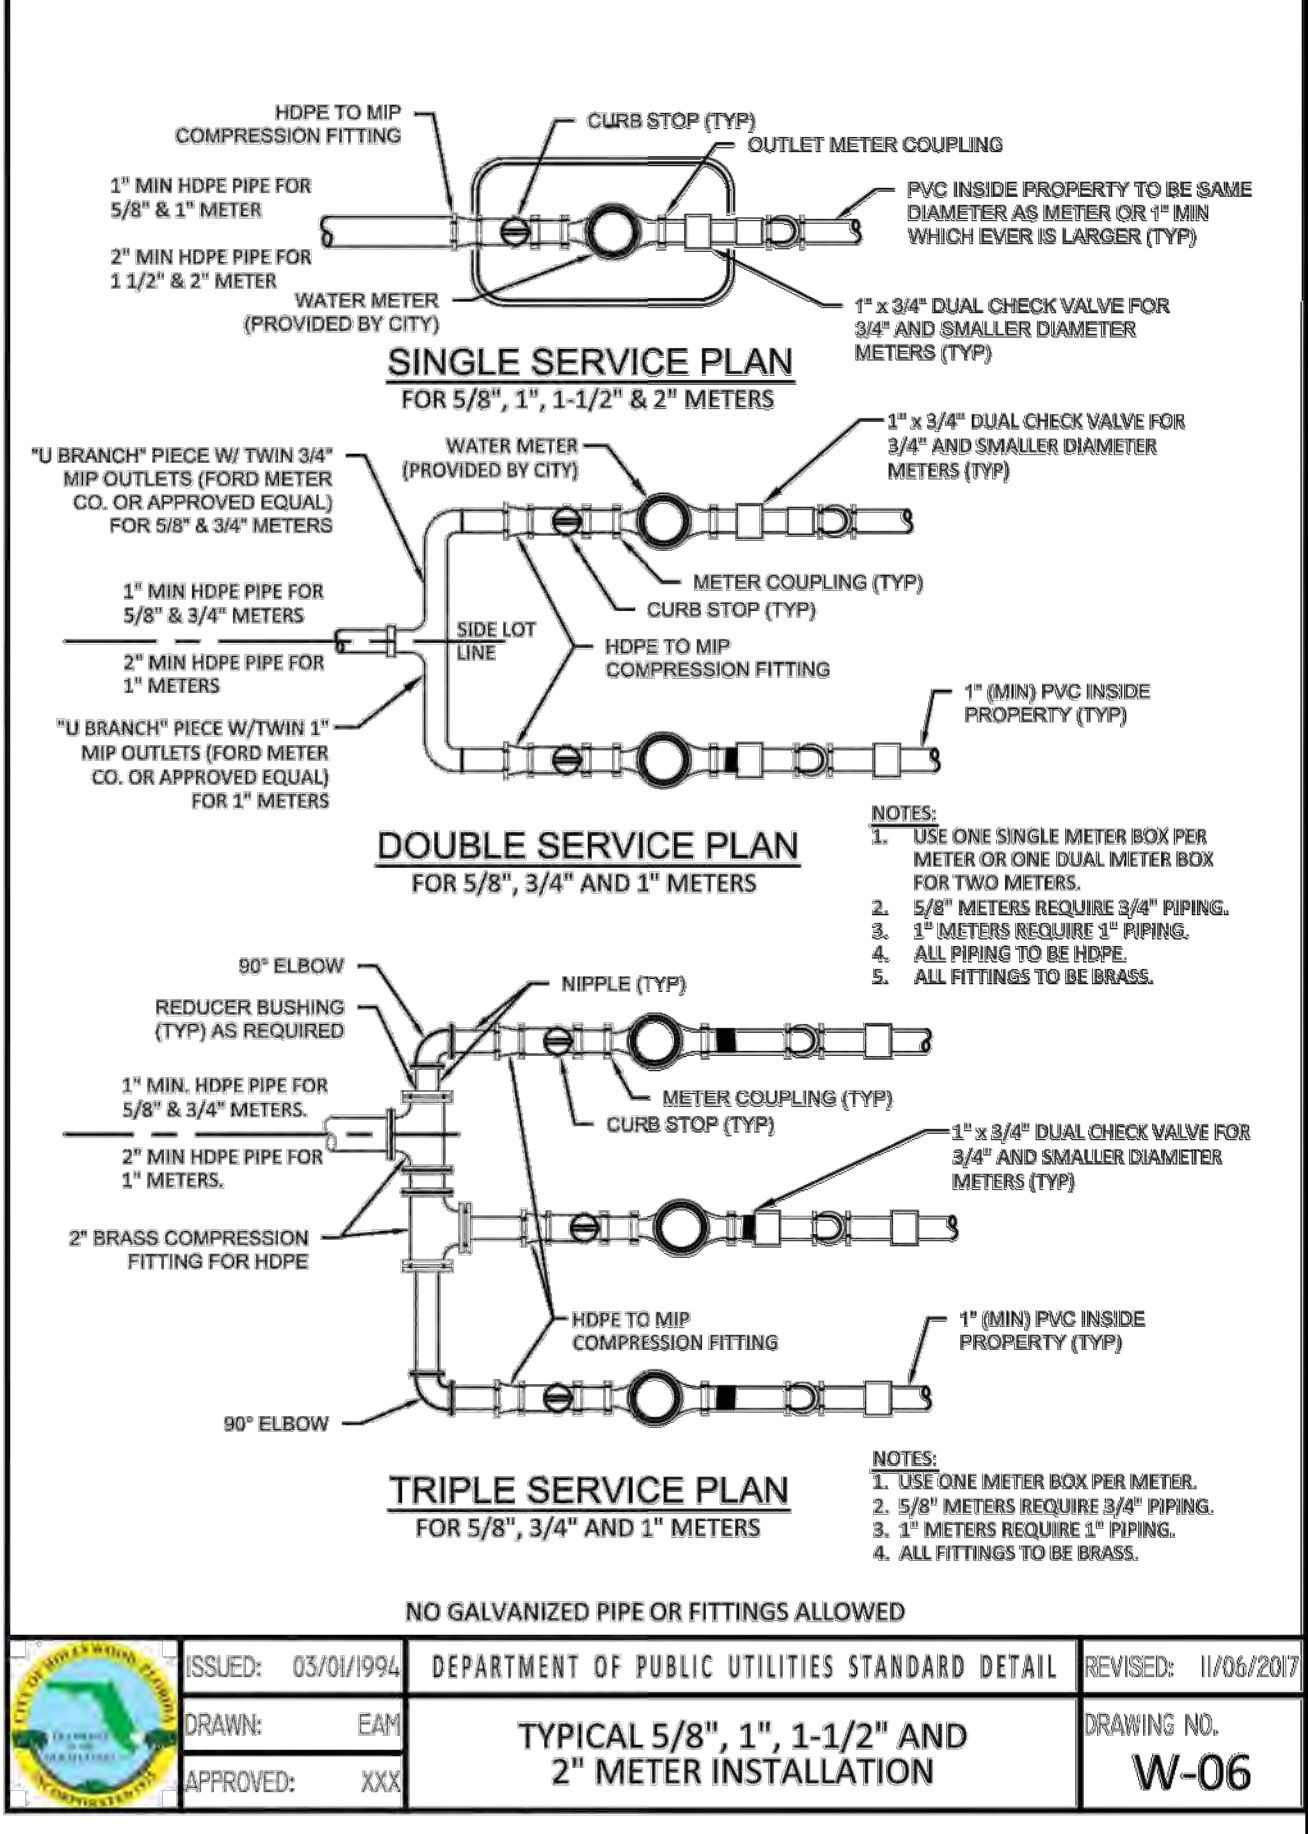 HDPE TO MIP
COMPRESSION FITTING
CURB STOP (TYP)
OUTLET METER COUPLING
1" MIN HDPE PIPE FOR
5/8" & 1" METER
PVC INSIDE PROPERTY TO BE SAME
DIAMETER AS METER OR 1" MIN
WHICH EVER IS LARGER (TYP)
2" MIN HDPE PIPE FOR
1 1/2" & 2" METER
WATER METER
(PROVIDED BY CITY)
1" x 3/4" DUAL CHECK VALVE FOR
3/4" AND SMALLER DIAMETER
METERS (TYP)
SINGLE SERVICE PLAN
FOR 5/8", 1", 1-1/2" & 2" METERS
"U BRANCH" PIECE W/ TWIN 3/4"
MIP OUTLETS (FORD METER
CO. OR APPROVED EQUAL)
FOR 5/8" & 3/4" METERS
WATER METER
(PROVIDED BY CITY)
1" x 3/4" DUAL CHECK VALVE FOR
3/4" AND SMALLER DIAMETER
METERS (TYP)
METER COUPLING (TYP)
CURB STOP (TYP)
1" MIN HDPE PIPE FOR
5/8" & 3/4" METERS
SIDE LOT
LINE
HDPE TO MIP
COMPRESSION FITTING
2" MIN HDPE PIPE FOR
1" METERS
1" (MIN) PVC INSIDE
PROPERTY (TYP)
"U BRANCH" PIECE W/TWIN 1"
MIP OUTLETS (FORD METER
CO. OR APPROVED EQUAL)
FOR 1" METERS
DOUBLE SERVICE PLAN
FOR 5/8", 3/4" AND 1" METERS
NOTES:
1. USE ONE SINGLE METER BOX PER
METER OR ONE DUAL METER BOX
FOR TWO METERS.
2. 5/8" METERS REQUIRE 3/4" PIPING.
3. 1" METERS REQUIRE 1" PIPING.
4. ALL PIPING TO BE HDPE.
5. ALL FITTINGS TO BE BRASS.
90° ELBOW
NIPPLE (TYP)
REDUCER BUSHING
(TYP) AS REQUIRED
1" MIN. HDPE PIPE FOR
5/8" & 3/4" METERS.
METER COUPLING (TYP)
CURB STOP (TYP)
1" x 3/4" DUAL CHECK VALVE FOR
3/4" AND SMALLER DIAMETER
METERS (TYP)
2" MIN HDPE PIPE FOR
1" METERS.
2" BRASS COMPRESSION
FITTING FOR HDPE
HDPE TO MIP
COMPRESSION FITTING
1" (MIN) PVC INSIDE
PROPERTY (TYP)
90° ELBOW
TRIPLE SERVICE PLAN
FOR 5/8", 3/4" AND 1" METERS
NOTES:
1. USE ONE METER BOX PER METER.
2. 5/8" METERS REQUIRE 3/4" PIPING.
3. 1" METERS REQUIRE 1" PIPING.
4. ALL FITTINGS TO BE BRASS.
NO GALVANIZED PIPE OR FITTINGS ALLOWED
CITY OF HOLLYWOOD, FLORIDA
INCORPORATED 1925
ISSUED: 03/01/1994
DRAWN: EAM
APPROVED: XXX
DEPARTMENT OF PUBLIC UTILITIES STANDARD DETAIL
TYPICAL 5/8", 1", 1-1/2" AND
2" METER INSTALLATION
REVISED: 11/06/2017
DRAWING NO.
W-06